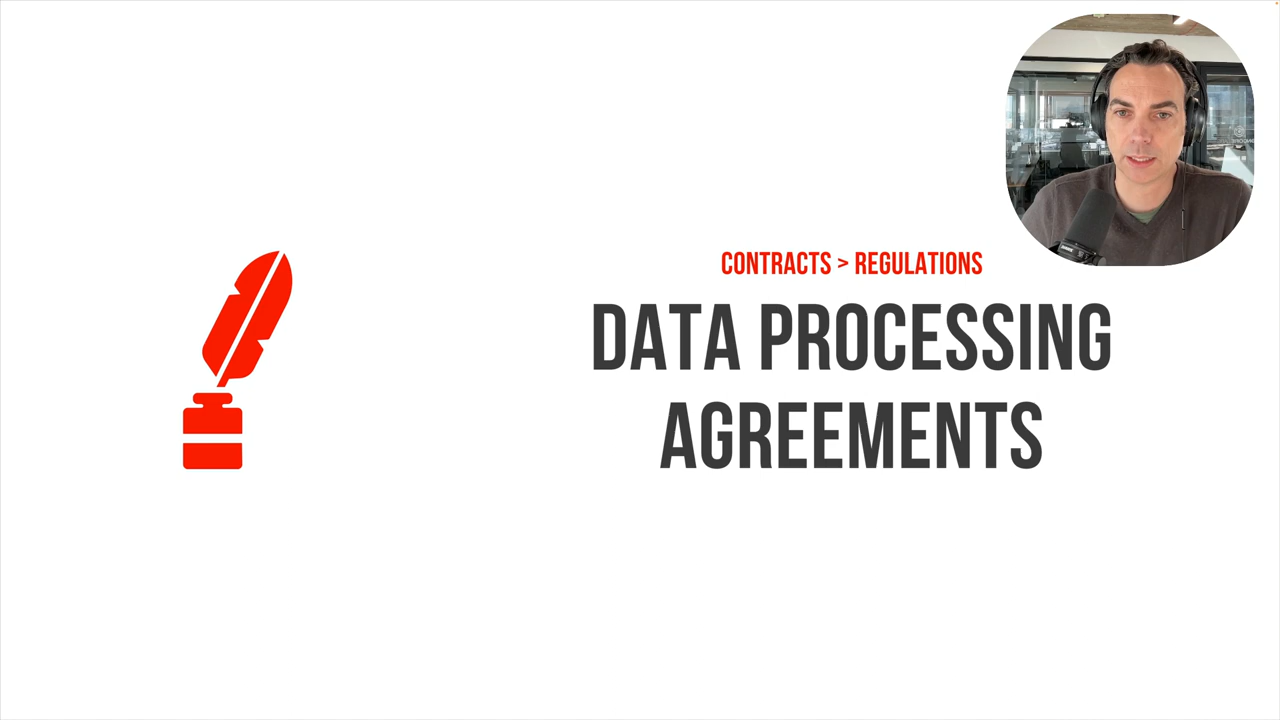 CONTRACTS > REGULATIONS
DATA PROCESSING
AGREEMENTS